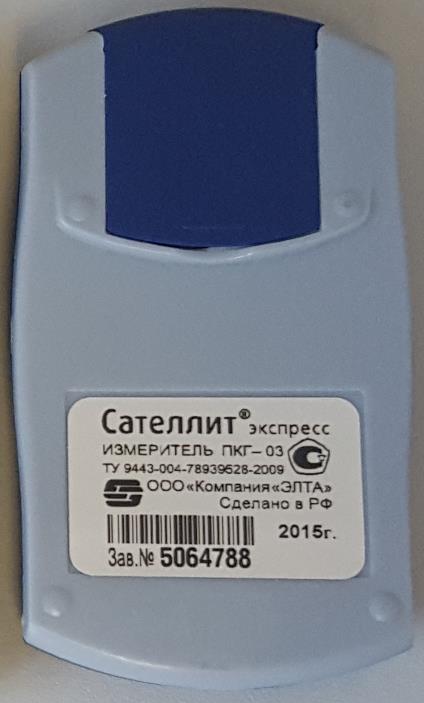 Сателлит® экспресс
ИЗМЕРИТЕЛЬ ПКГ-03
ТУ 9443-004-78939528-2009
ООО«Компания«ЭЛТА»
Сделано в РФ
2015г.
Зав.№ 5064788